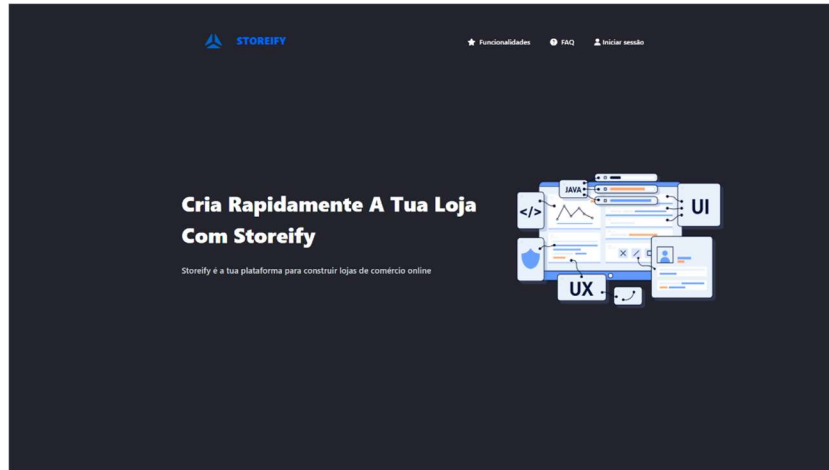 STOREIFY
Funcionalidades
FAQ
Iniciar sessão
Cria Rapidamente A Tua Loja
Com Storeify
Storeify é a tua plataforma para construir lojas de comércio online
JAVA
</>
UI
UX